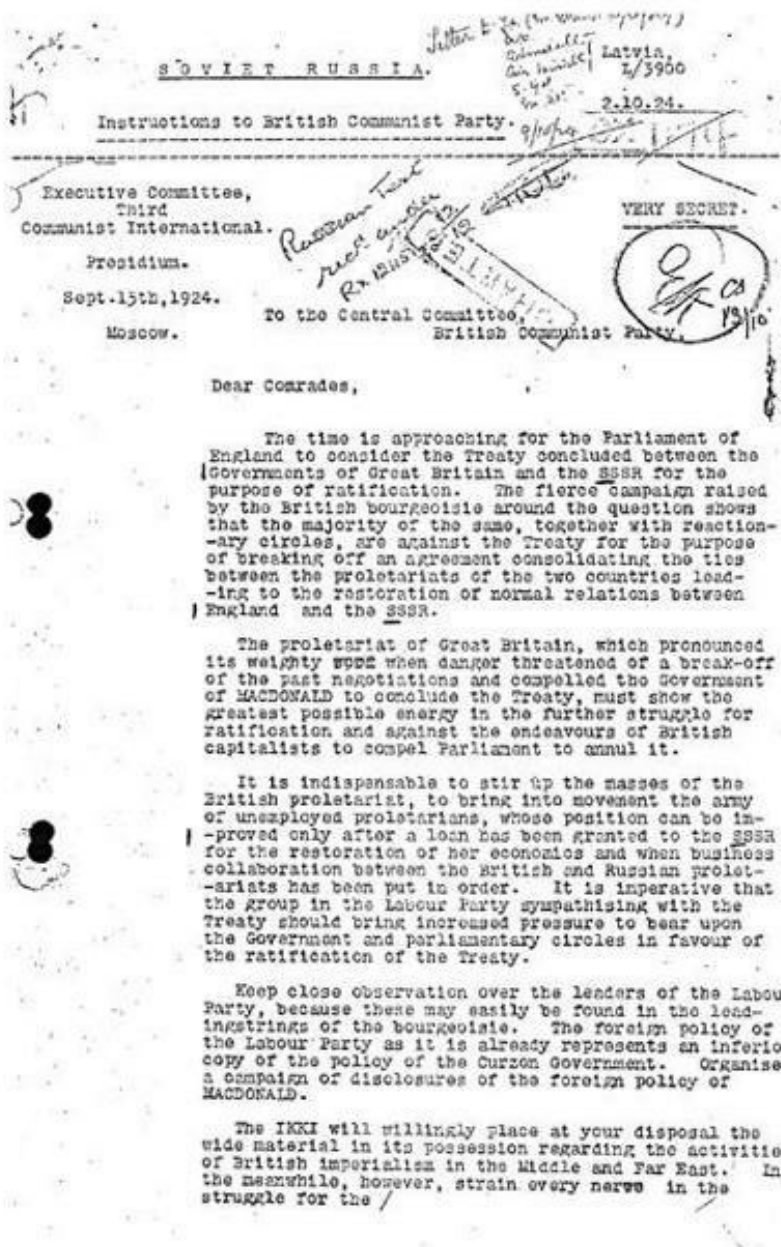 SOVIET RUSSIA.
Latvia,
L/3900
2.10.24.
Instructions to British Communist Party.
9/10/24
Executive Committee,
Third
Communist International.
Presidium.
Sept.15th,1924.
Moscow.
Russian Text
recd under
VERY SECRET.
To the Central Committee,
British Communist Party.
Dear Comrades,
The time is approaching for the Parliament of
England to consider the Treaty concluded between the
Governments of Great Britain and the SSSR for the
purpose of ratification. The fierce campaign raised
by the British bourgeoisie around the question shows
that the majority of the same, together with reaction-
-ary circles, are against the Treaty for the purpose
of breaking off an agreement consolidating the ties
between the proletariats of the two countries lead-
-ing to the restoration of normal relations between
England and the SSSR.
The proletariat of Great Britain, which pronounced
its weighty word when danger threatened of a break-off
of the past negotiations and compelled the Government
of MACDONALD to conclude the Treaty, must show the
greatest possible energy in the further struggle for
ratification and against the endeavours of British
capitalists to compel Parliament to annul it.
It is indispensable to stir up the masses of the
British proletariat, to bring into movement the army
of unemployed proletarians, whose position can be im-
-proved only after a loan has been granted to the SSSR
for the restoration of her economics and when business
collaboration between the British and Russian prolet-
-ariats has been put in order. It is imperative that
the group in the Labour Party sympathising with the
Treaty should bring increased pressure to bear upon
the Government and parliamentary circles in favour of
the ratification of the Treaty.
Keep close observation over the leaders of the Labou
Party, because these may easily be found in the lead-
ingstrings of the bourgeoisie. The foreign policy of
the Labour Party as it is already represents an inferio
copy of the policy of the Curzon Government. Organise
a campaign of disclosures of the foreign policy of
MACDONALD.
The IKKI will willingly place at your disposal the
wide material in its possession regarding the activitie
of British imperialism in the Middle and Far East. In
the meanwhile, however, strain every nerve in the
struggle for the /